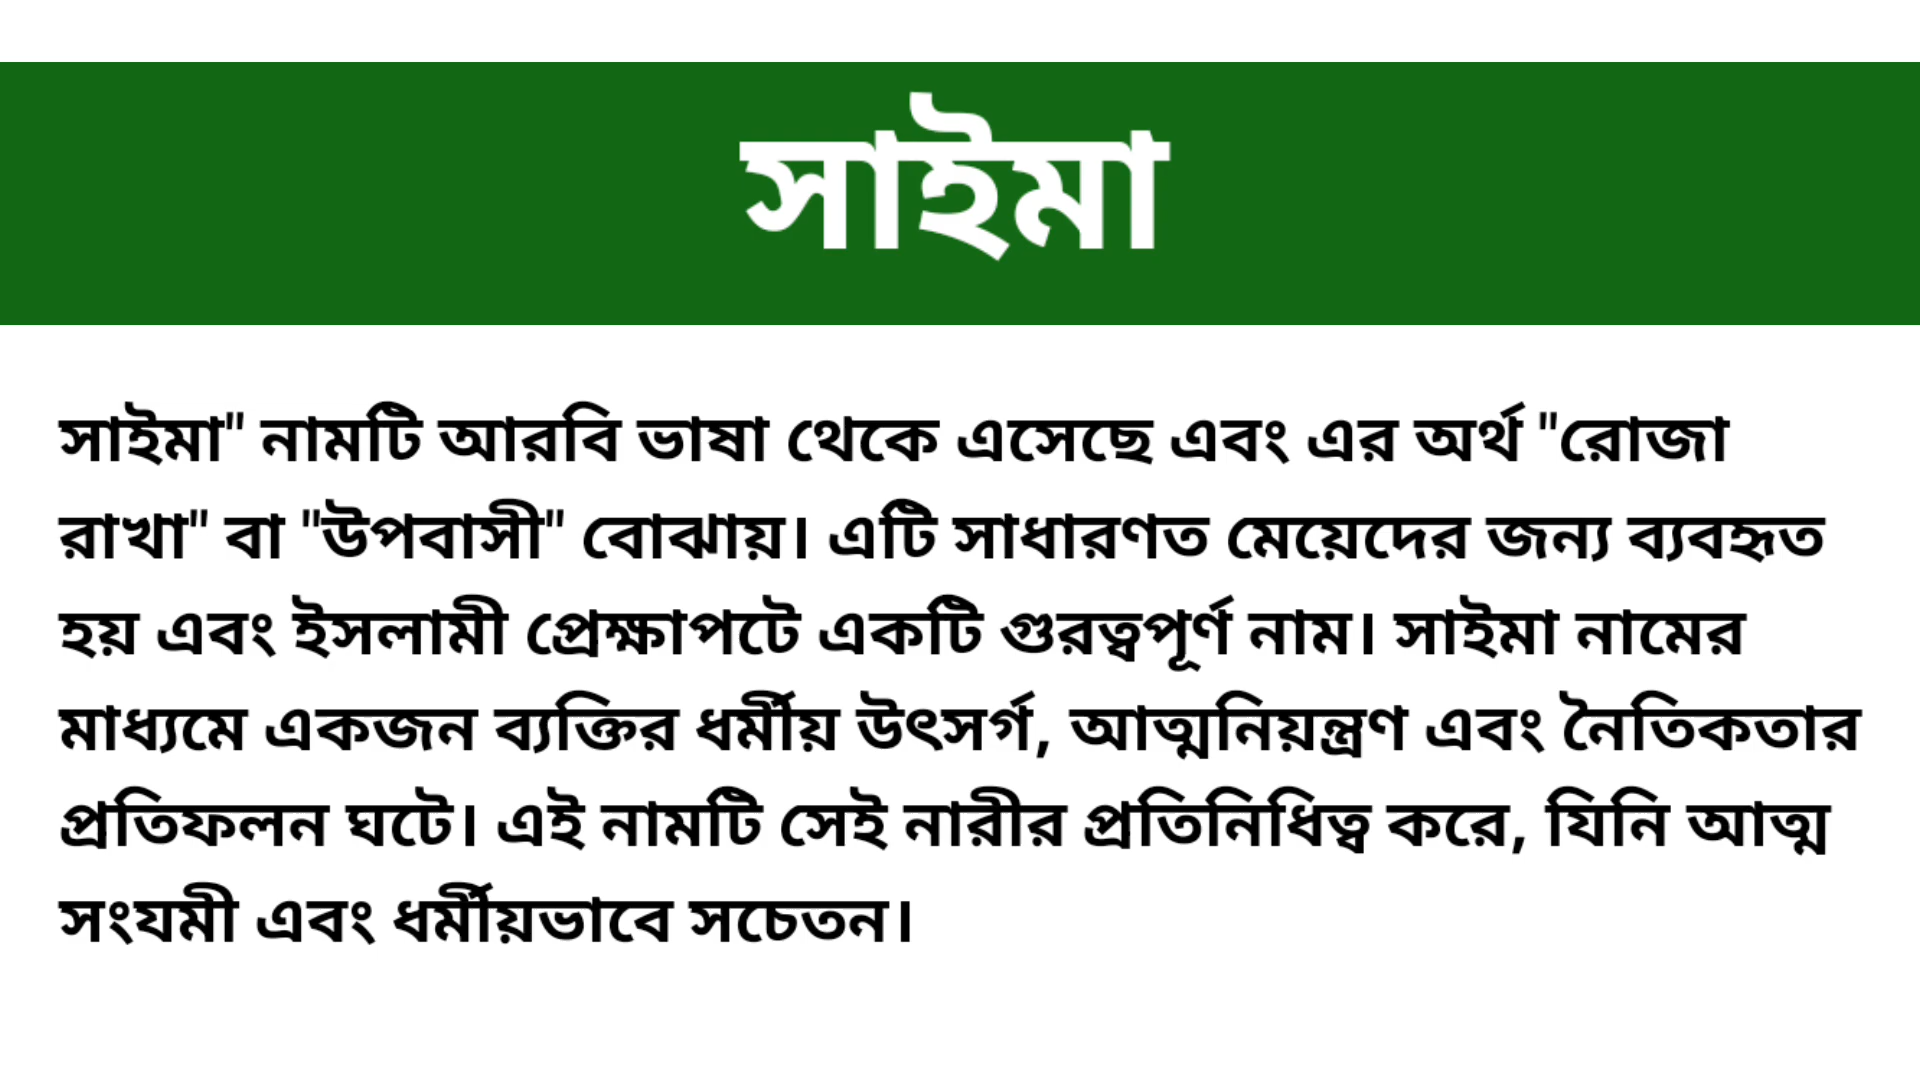 সাইমা
সাইমা" নামটি আরবি ভাষা থেকে এসেছে এবং এর অর্থ "রোজা
রাখা" বা "উপবাসী" বোঝায়। এটি সাধারণত মেয়েদের জন্য ব্যবহৃত
হয় এবং ইসলামী প্রেক্ষাপটে একটি গুরত্বপূর্ণ নাম। সাইমা নামের
মাধ্যমে একজন ব্যক্তির ধর্মীয় উৎসর্গ, আত্মনিয়ন্ত্রণ এবং নৈতিকতার
প্রতিফলন ঘটে। এই নামটি সেই নারীর প্রতিনিধিত্ব করে, যিনি আত্ম
সংযমী এবং ধর্মীয়ভাবে সচেতন।